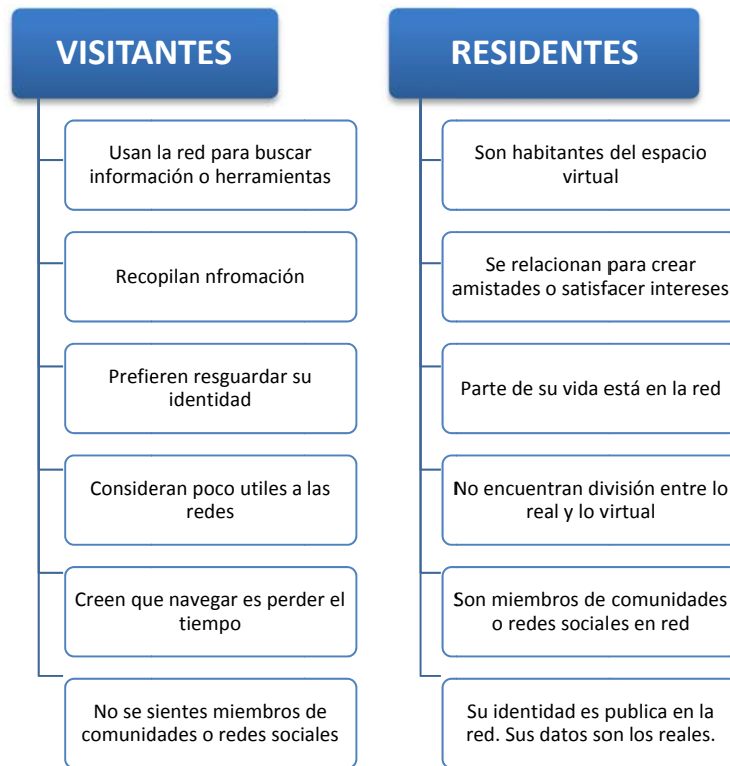 VISITANTES
Usan la red para buscar
información o herramientas
Recopilan nfromación
Prefieren resguardar su
identidad
Consideran poco utiles a las
redes
Creen que navegar es perder el
tiempo
No se sientes miembros de
comunidades o redes sociales
RESIDENTES
Son habitantes del espacio
virtual
Se relacionan para crear
amistades o satisfacer intereses
Parte de su vida está en la red
No encuentran división entre lo
real y lo virtual
Son miembros de comunidades
o redes sociales en red
Su identidad es publica en la
red. Sus datos son los reales.